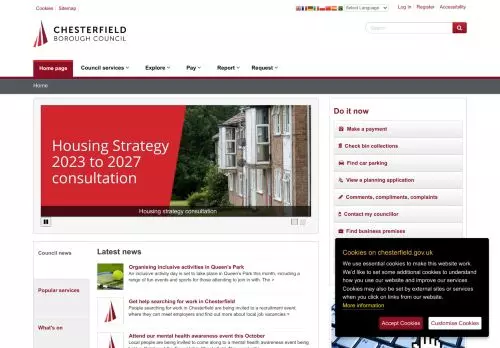 Cookies Sitemap
Select Language
Log In Register Accessibility
CHESTERFIELD
BOROUGH COUNCIL
Search
Home page Council services Explore Pay Report Request
Home
Housing Strategy
2023 to 2027
consultation
Housing strategy consultation
Do it now
Make a payment
Check bin collections
Find car parking
View a planning application
Comments, compliments, complaints
Contact my councillor
Find business premises
Council news
Popular services
What's on
Latest news
Organising inclusive activities in Queen's Park
An inclusive activity day is set to take place in Queen's Park this month, including a
range of fun events and sports for those attending to join in with. The >
Get help searching for work in Chesterfield
People searching for work in Chesterfield are being invited to a recruitment event
where they can meet employers and find out more about local job vacancies >
Attend our mental health awareness event this October
Local people are being invited to come along to a mental health awareness event being
Cookies on chesterfield.gov.uk
We use essential cookies to make this website work.
We'd like to set some additional cookies to understand
how you use our website and improve our services.
Cookies may also be set by external sites or services
when you click on links from our website.
More information
Accept Cookies Customise Cookies